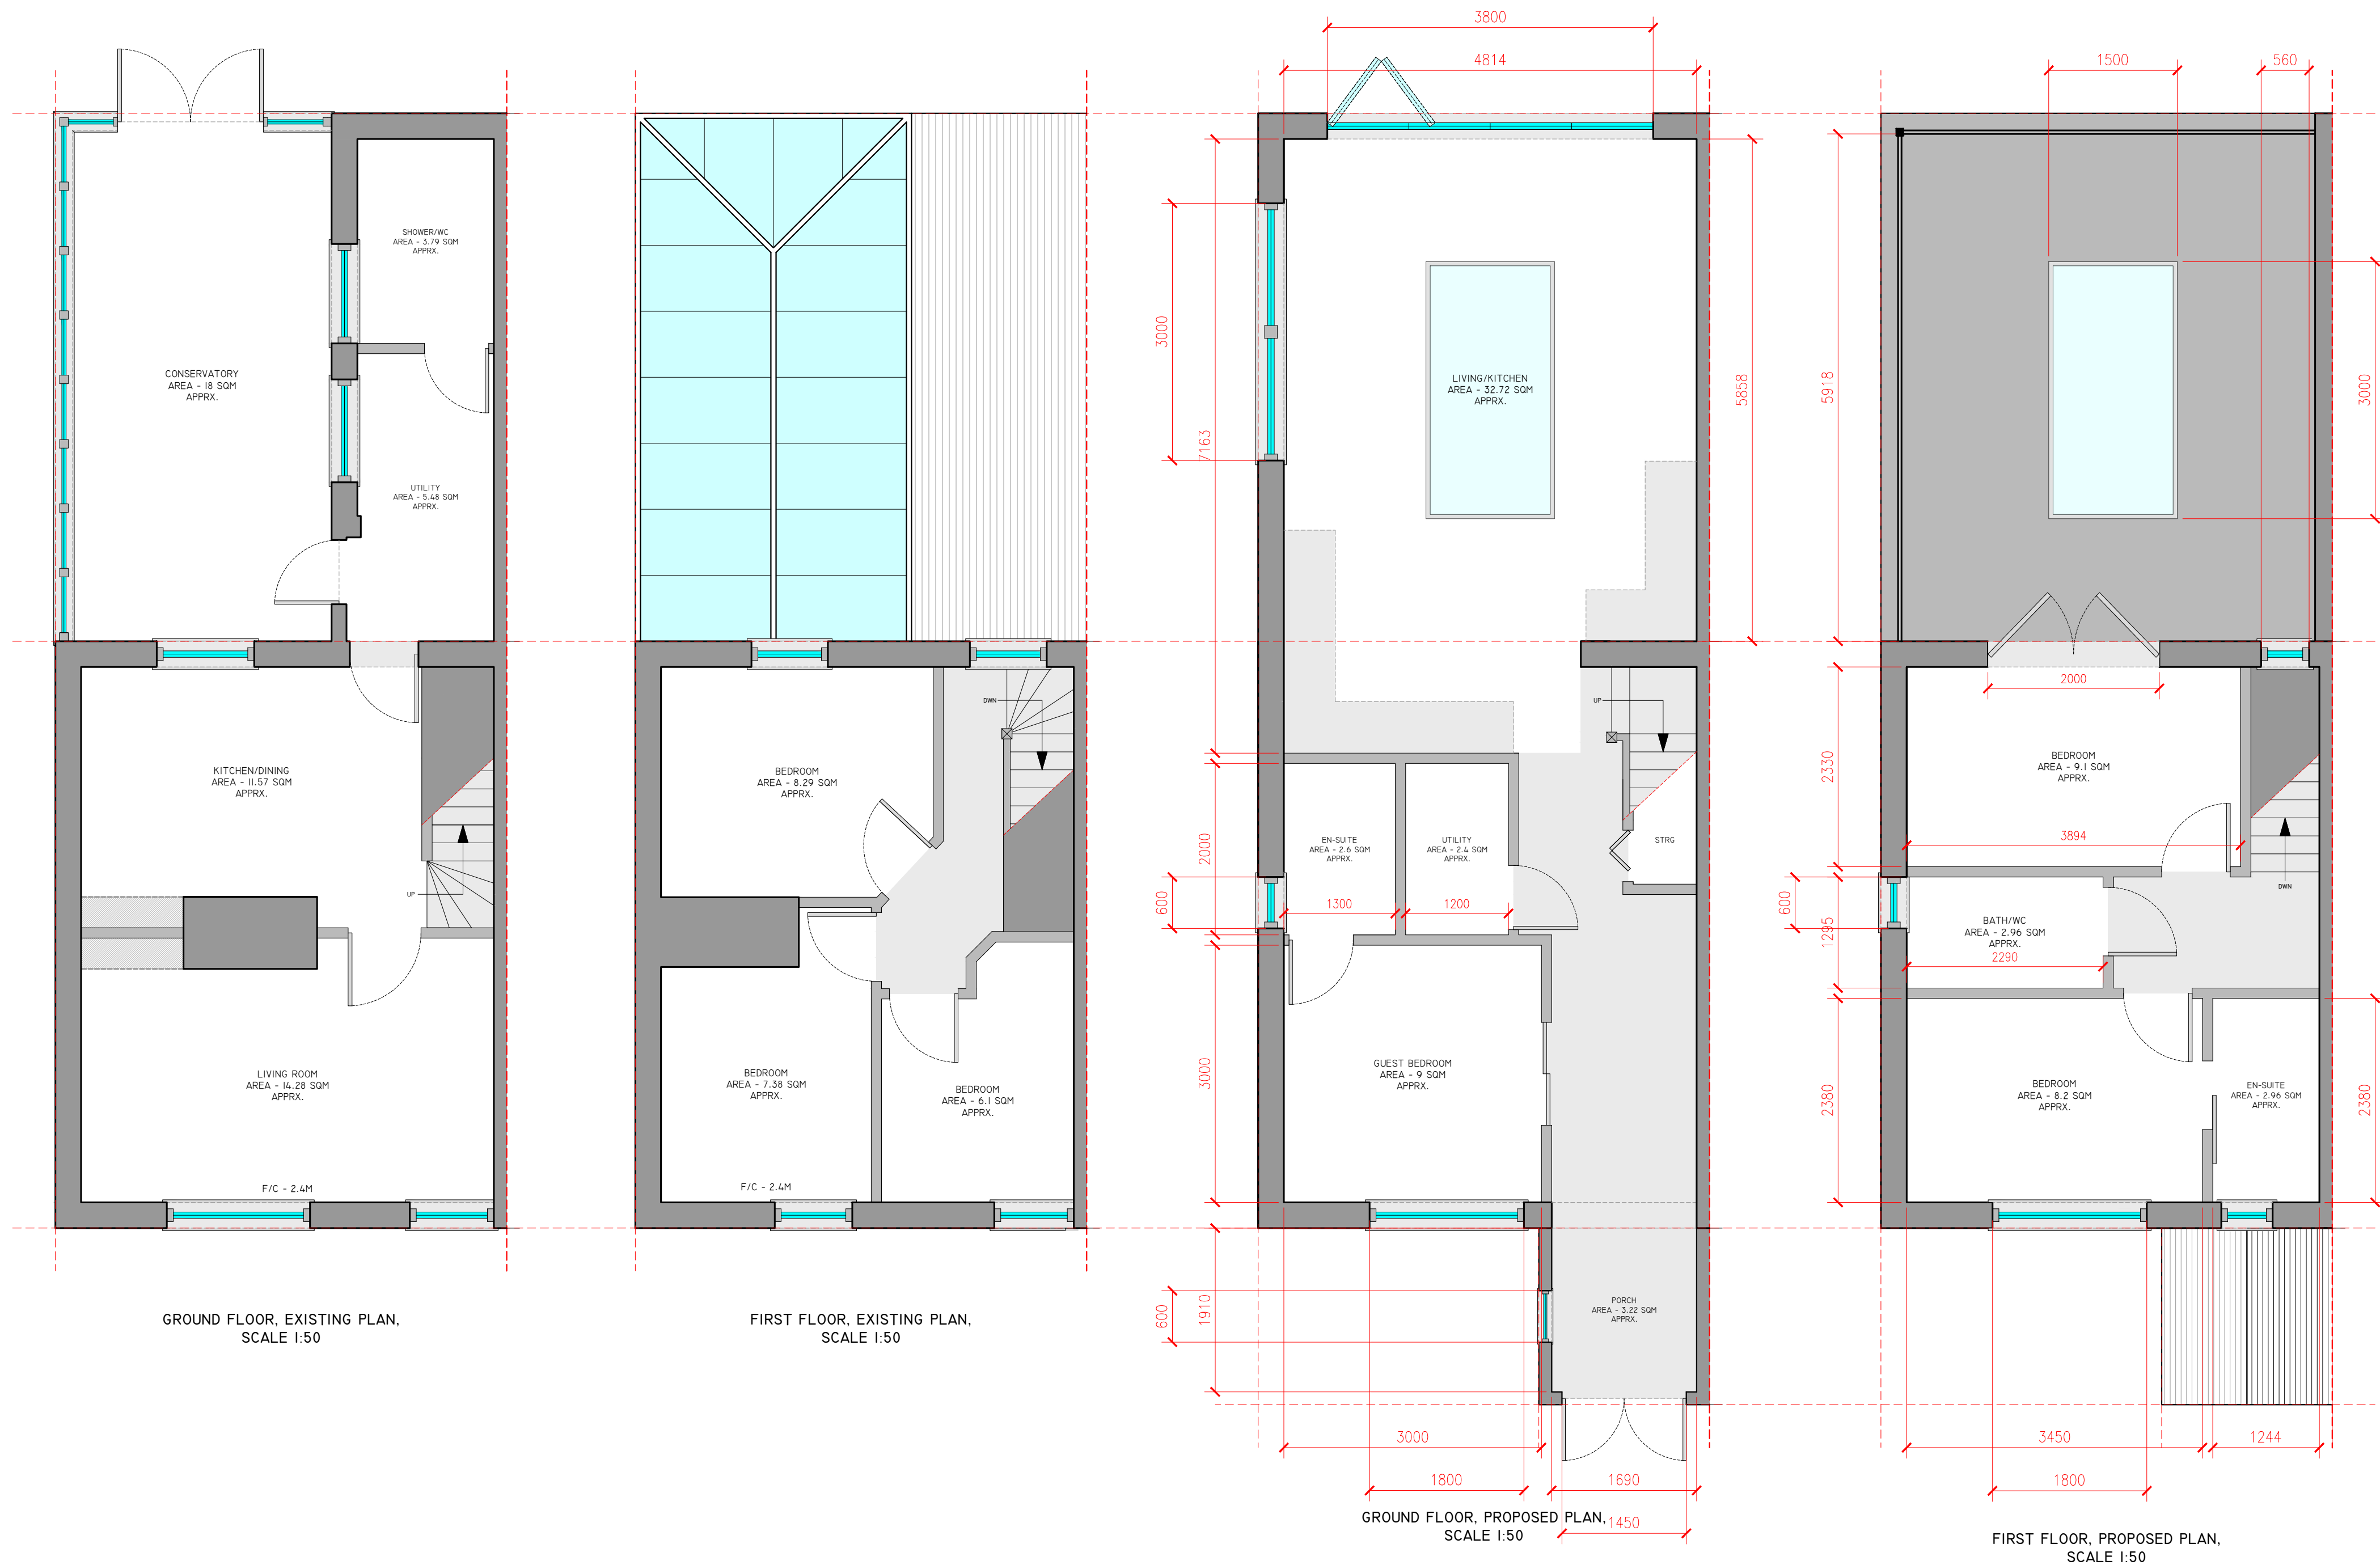 SHOWER/WC
AREA - 3.79 SQM
APPRX.
CONSERVATORY
AREA - 18 SQM
APPRX.
UTILITY
AREA - 5.48 SQM
APPRX.
KITCHEN/DINING
AREA - 11.57 SQM
APPRX.
UP
LIVING ROOM
AREA - 14.28 SQM
APPRX.
F/C - 2.4M
GROUND FLOOR, EXISTING PLAN,
SCALE 1:50
DWN
BEDROOM
AREA - 8.29 SQM
APPRX.
BEDROOM
AREA - 7.38 SQM
APPRX.
BEDROOM
AREA - 6.1 SQM
APPRX.
F/C - 2.4M
FIRST FLOOR, EXISTING PLAN,
SCALE 1:50
3800
4814
3000
7163
5858
LIVING/KITCHEN
AREA - 32.72 SQM
APPRX.
UP
2000
600
EN-SUITE
AREA - 2.6 SQM
APPRX.
1300
UTILITY
AREA - 2.4 SQM
APPRX.
1200
STRG
3000
GUEST BEDROOM
AREA - 9 SQM
APPRX.
600
1910
PORCH
AREA - 3.22 SQM
APPRX.
3000
1800
1690
1450
GROUND FLOOR, PROPOSED PLAN,
SCALE 1:50
1500
560
5918
3000
2000
2330
BEDROOM
AREA - 9.1 SQM
APPRX.
3894
DWN
600
1295
BATH/WC
AREA - 2.96 SQM
APPRX.
2290
2380
BEDROOM
AREA - 8.2 SQM
APPRX.
EN-SUITE
AREA - 2.96 SQM
APPRX.
2380
3450
1244
1800
FIRST FLOOR, PROPOSED PLAN,
SCALE 1:50